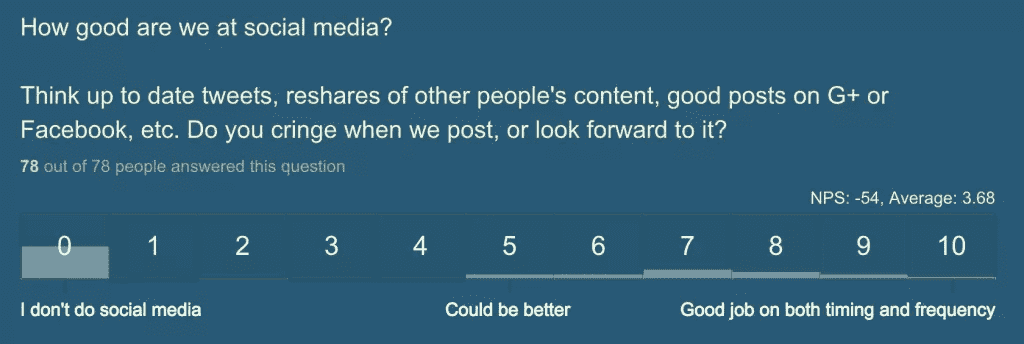 How good are we at social media?
Think up to date tweets, reshares of other people's content, good posts on G+ or
Facebook, etc. Do you cringe when we post, or look forward to it?
78 out of 78 people answered this question
NPS: -54, Average: 3.68
0 1 2 3 4 5 6 7 8 9 10
I don't do social media Could be better Good job on both timing and frequency